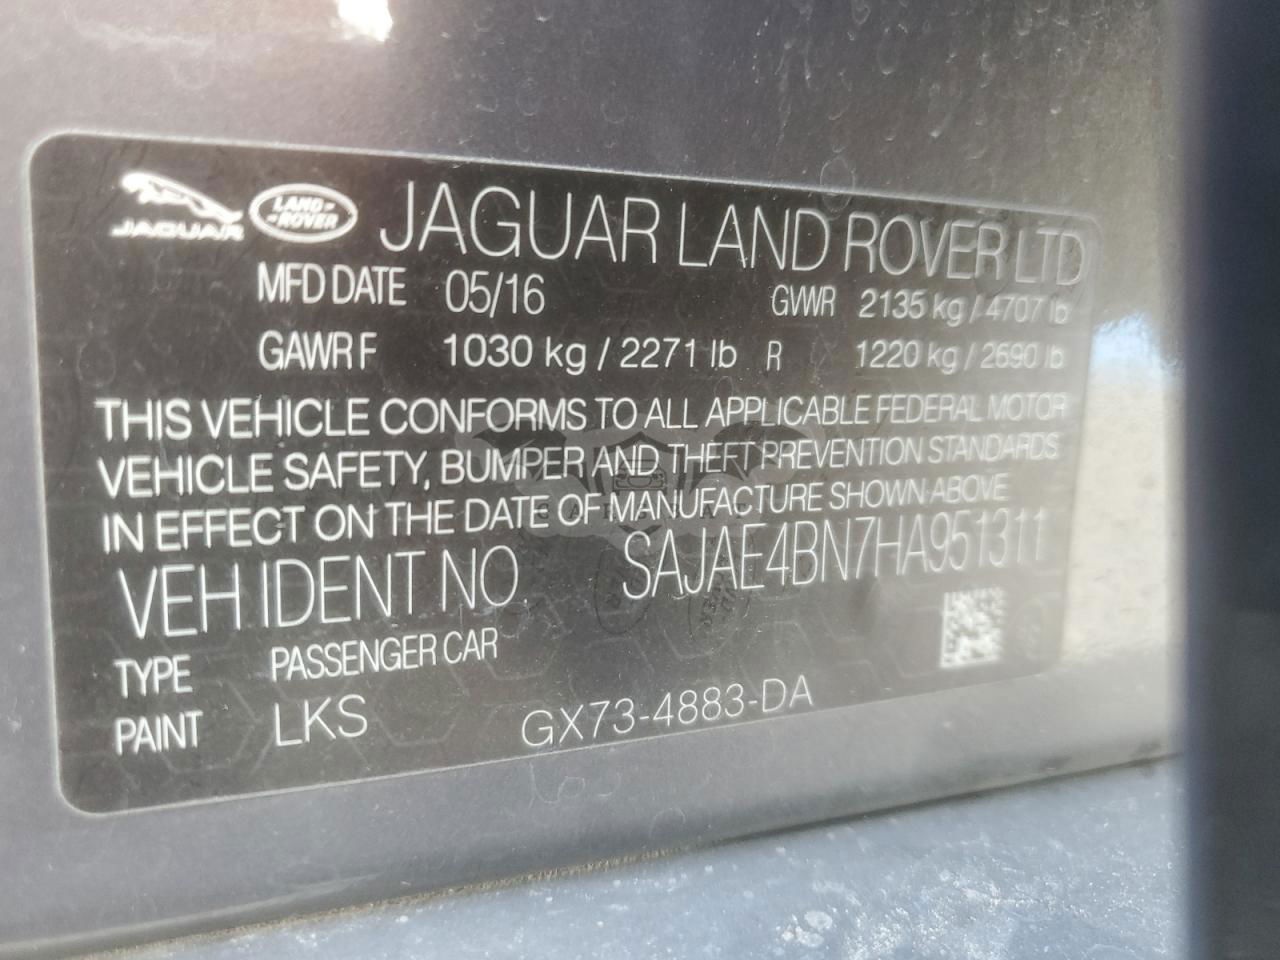 JAGUAR LAND-ROVER JAGUAR LAND ROVER LTD
MFD DATE 05/16 GVWR 2135 kg / 4707 lb
GAWR F 1030 kg / 2271 lb R 1220 kg / 2690 lb
THIS VEHICLE CONFORMS TO ALL APPLICABLE FEDERAL MOTOR
VEHICLE SAFETY, BUMPER AND THEFT PREVENTION STANDARDS
IN EFFECT ON THE DATE OF MANUFACTURE SHOWN ABOVE
VEH IDENT NO. SAJAE4BN7HA951311
TYPE PASSENGER CAR
PAINT LKS GX73-4883-DA